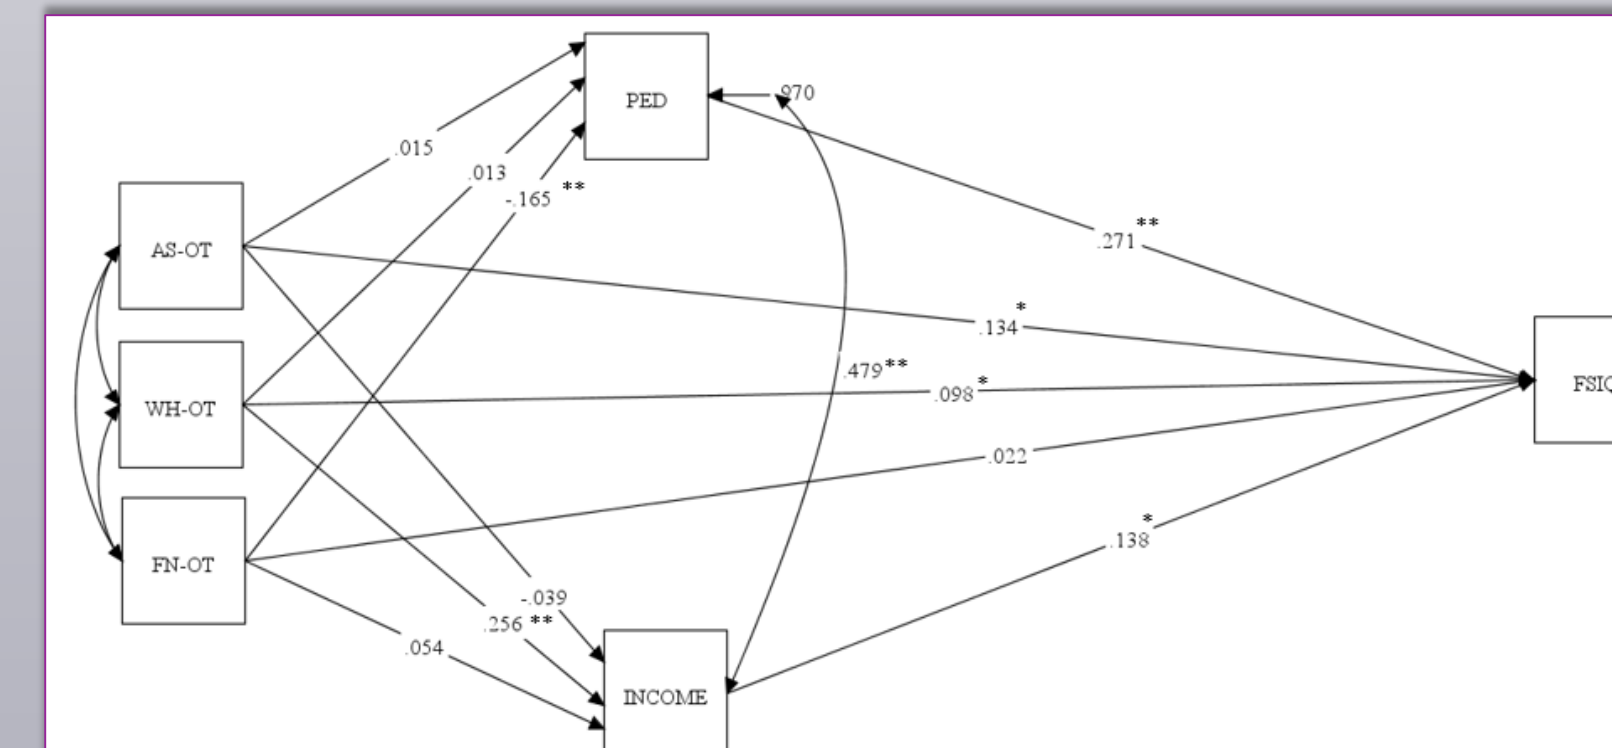 PED
.970
.015
.013
-.165 **
**
.271
AS-OT
*
.134
.479**
.098*
WH-OT
FSIQ
.022
*
.138
FN-OT
-.039
.256 **
.054
INCOME